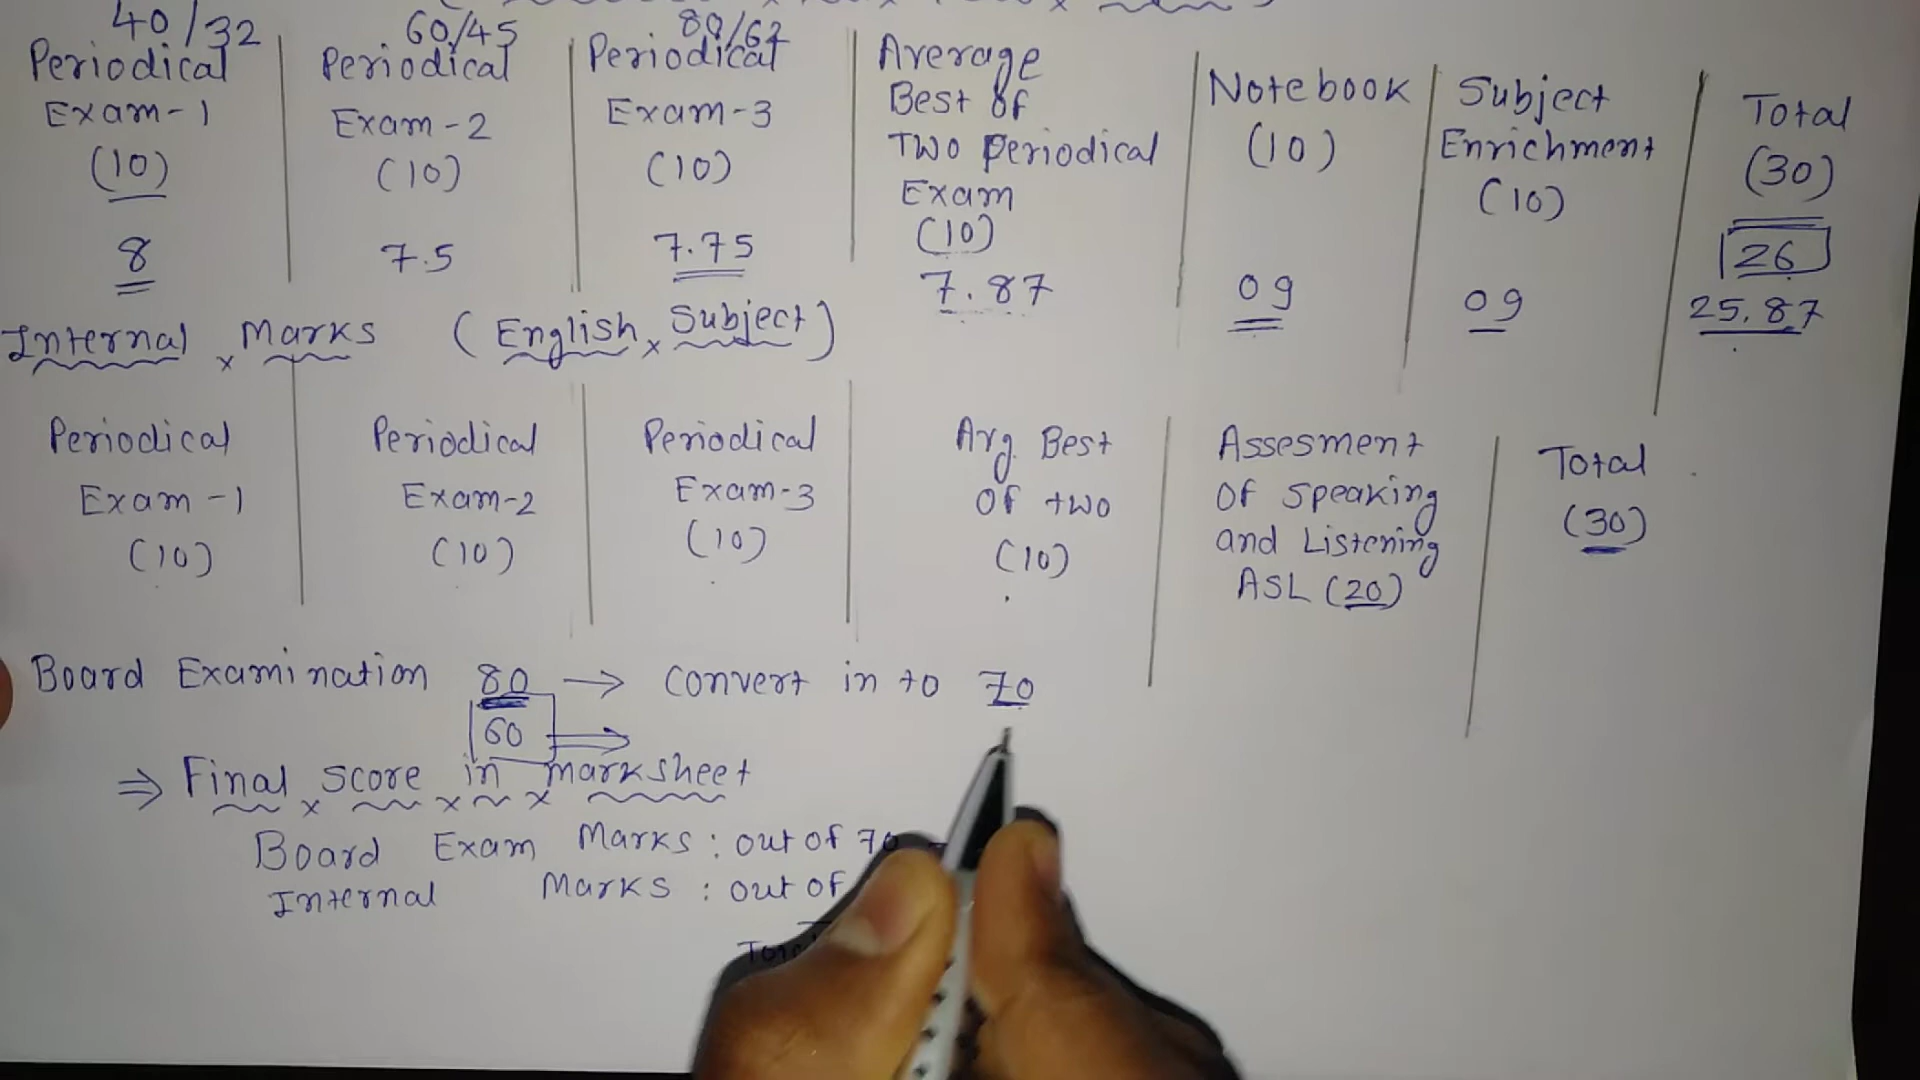 40/32
Periodical
Exam-1
(10)
8
60/45
Periodical
Exam-2
(10)
7.5
80/62
Periodical
Exam-3
(10)
7.75
Average
Best of
Two Periodical
Exam
(10)
7.87
Notebook
(10)
09
Subject
Enrichment
(10)
09
Total
(30)
26
25.87
Internal Marks (English Subject)
Periodical
Exam-1
(10)
Periodical
Exam-2
(10)
Periodical
Exam-3
(10)
Avg. Best
of two
(10)
Assesment
Of Speaking
and Listening
ASL (20)
Total
(30)
Board Examination 80 → Convert in to 70
60 ⇒
⇒ Final Score in marksheet
Board Exam Marks : out of 70
Internal Marks : out of